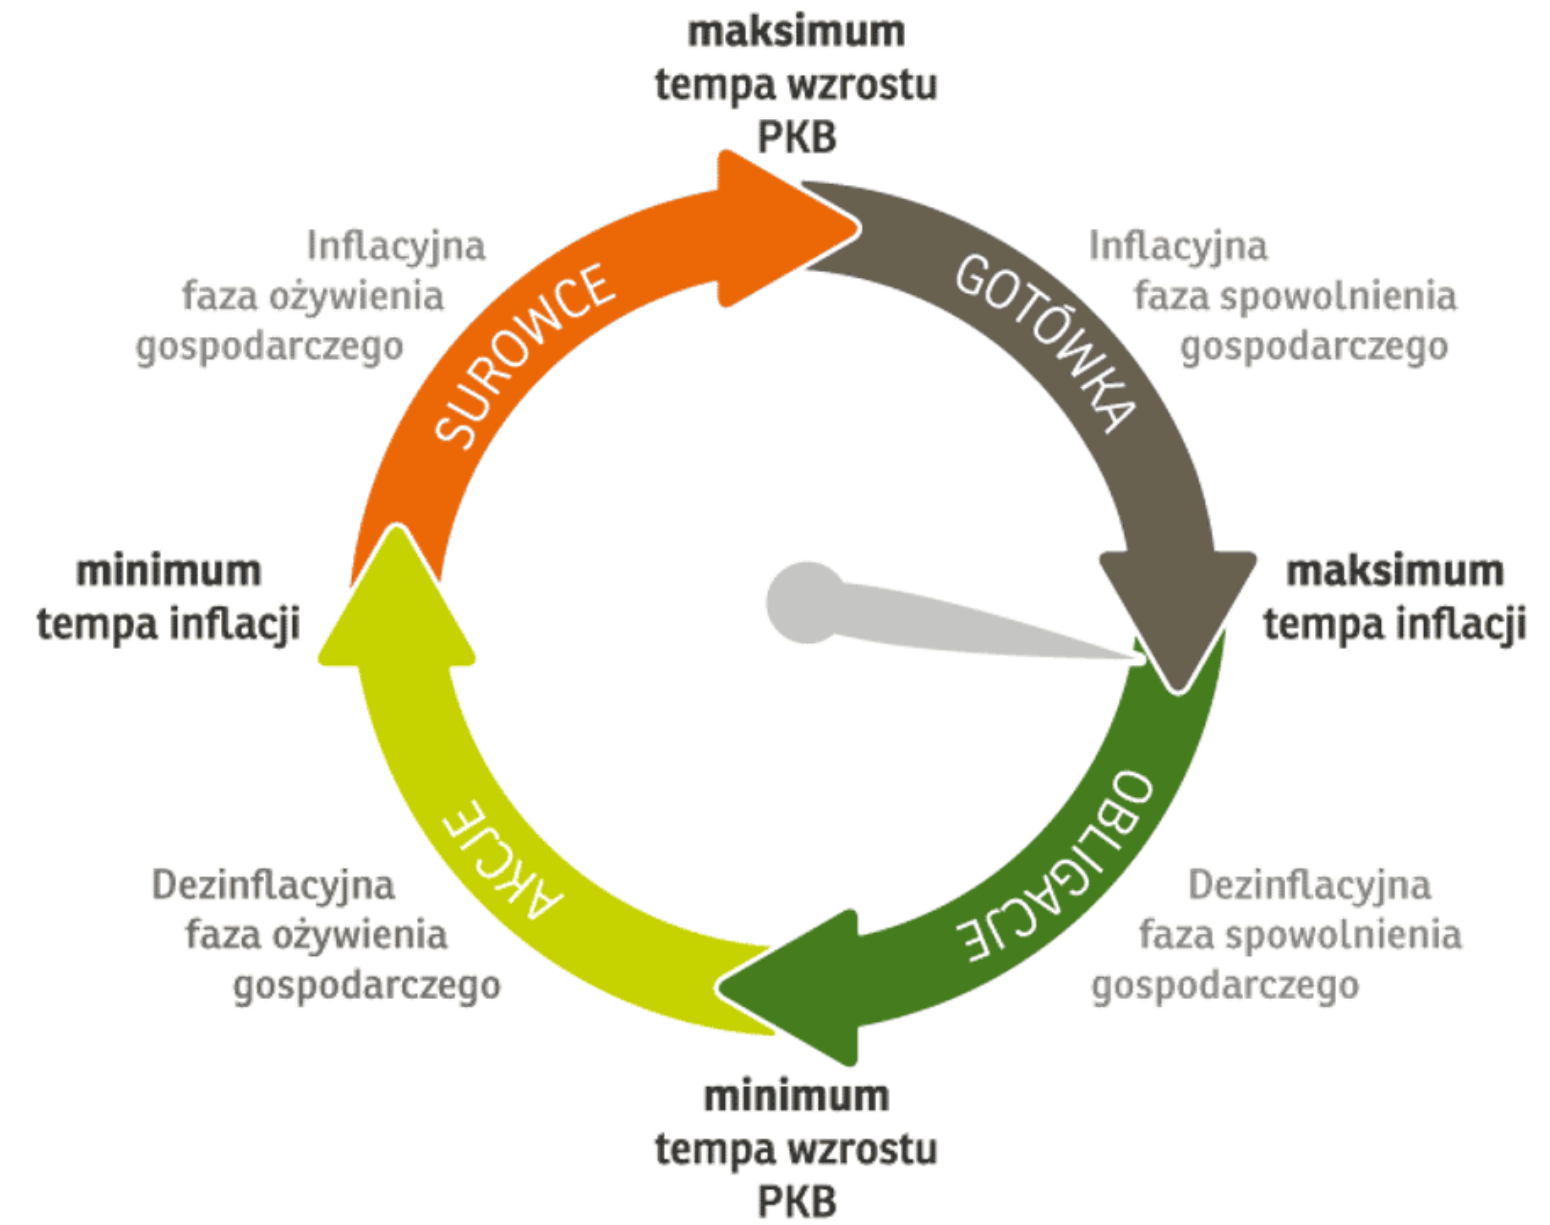 maksimum
tempa wzrostu
PKB
Inflacyjna
faza ożywienia
gospodarczego
Inflacyjna
faza spowolnienia
gospodarczego
SUROWCE
GOTÓWKA
minimum
tempa inflacji
maksimum
tempa inflacji
AKCJE
OBLIGACJE
Dezinflacyjna
faza ożywienia
gospodarczego
Dezinflacyjna
faza spowolnienia
gospodarczego
minimum
tempa wzrostu
PKB